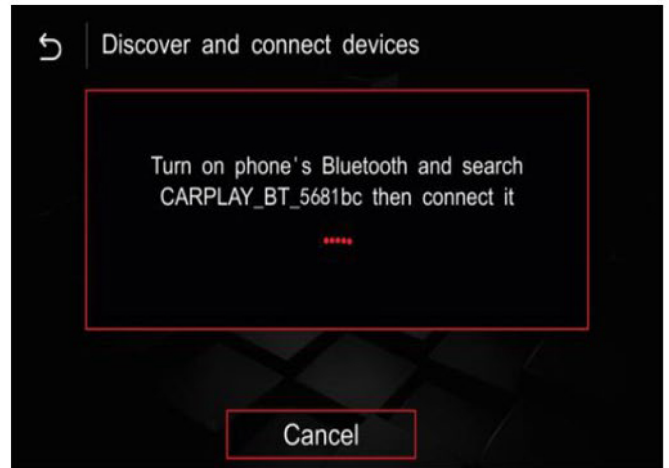 Discover and connect devices
Turn on phone's Bluetooth and search
CARPLAY_BT_5681bc then connect it
Cancel